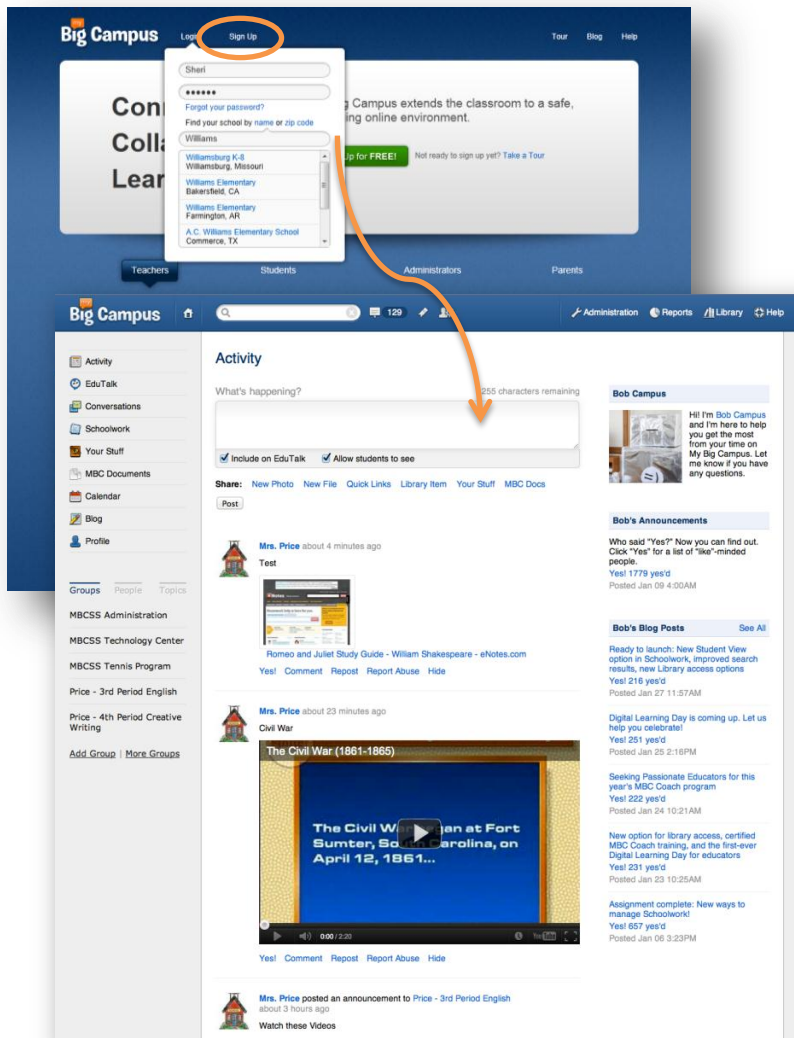 my
Big Campus
Login
Sign Up
Tour
Blog
Help
Sheri
••••••
Forgot your password?
Find your school by name or zip code
Williams
Williamsburg K-8
Williamsburg, Missouri
Williams Elementary
Bakersfield, CA
Williams Elementary
Farmington, AR
A.C. Williams Elementary School
Commerce, TX
Campus extends the classroom to a safe,
online environment.
for FREE!
Not ready to sign up yet? Take a Tour
Teachers
Students
Administrators
Parents
my
Big Campus
129
Administration
Reports
Library
Help
Activity
EduTalk
Conversations
Schoolwork
Your Stuff
MBC Documents
Calendar
Blog
Profile
Groups
People
Topics
MBCSS Administration
MBCSS Technology Center
MBCSS Tennis Program
Price - 3rd Period English
Price - 4th Period Creative
Writing
Add Group | More Groups
Activity
What's happening?
255 characters remaining
Include on EduTalk
Allow students to see
Share: New Photo New File Quick Links Library Item Your Stuff MBC Docs
Post
Mrs. Price about 4 minutes ago
Test
Romeo and Juliet Study Guide - William Shakespeare - eNotes.com
Yes! Comment Repost Report Abuse Hide
Mrs. Price about 23 minutes ago
Civil War
The Civil War (1861-1865)
The Civil War at Fort
Sumter, South Carolina, on
April 12, 1861...
0:00 / 2:20
YouTube
Yes! Comment Repost Report Abuse Hide
Mrs. Price posted an announcement to Price - 3rd Period English
about 3 hours ago
Watch these Videos
Bob Campus
Hi! I'm Bob Campus
and I'm here to help
you get the most
from your time on
My Big Campus. Let
me know if you have
any questions.
Bob's Announcements
Who said "Yes?" Now you can find out.
Click "Yes" for a list of "like"-minded
people.
Yes! 1779 yes'd
Posted Jan 09 4:00AM
Bob's Blog Posts
See All
Ready to launch: New Student View
option in Schoolwork, improved search
results, new Library access options
Yes! 216 yes'd
Posted Jan 27 11:57AM
Digital Learning Day is coming up. Let us
help you celebrate!
Yes! 251 yes'd
Posted Jan 25 2:16PM
Seeking Passionate Educators for this
year's MBC Coach program
Yes! 222 yes'd
Posted Jan 24 10:21AM
New option for library access, certified
MBC Coach training, and the first-ever
Digital Learning Day for educators
Yes! 231 yes'd
Posted Jan 23 10:25AM
Assignment complete: New ways to
manage Schoolwork!
Yes! 657 yes'd
Posted Jan 06 3:23PM